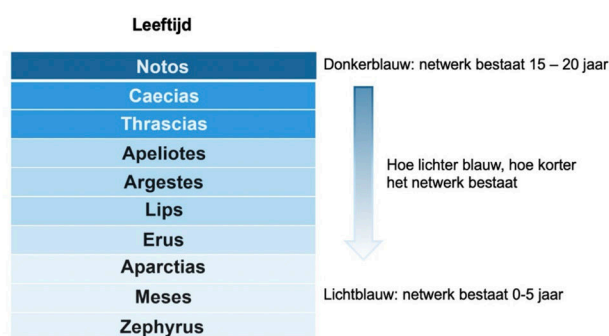 Leeftijd
Notos
Donkerblauw: netwerk bestaat 15 – 20 jaar
Caecias
Thrascias
Apeliotes
Hoe lichter blauw, hoe korter
het netwerk bestaat
Argestes
Lips
Erus
Aparctias
Meses
Lichtblauw: netwerk bestaat 0-5 jaar
Zephyrus